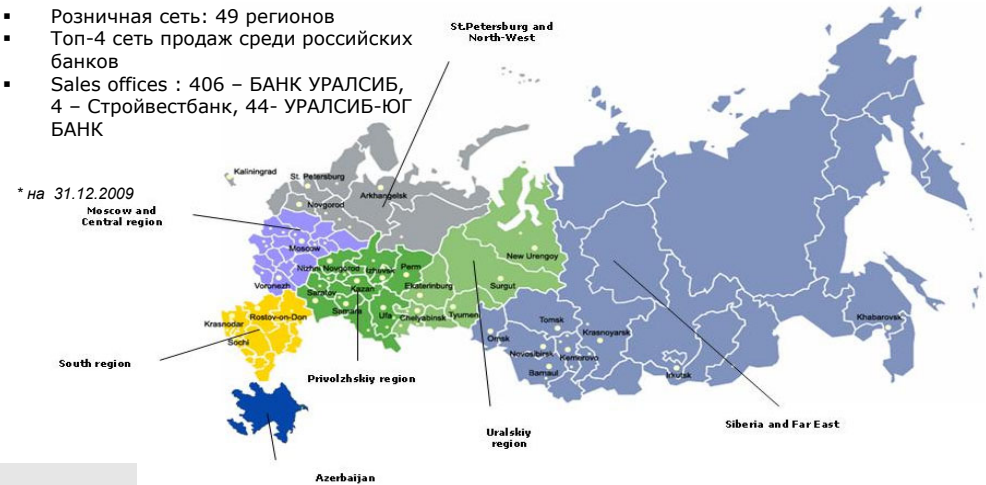 ▪ Розничная сеть: 49 регионов
▪ Топ-4 сеть продаж среди российских
банков
▪ Sales offices : 406 – БАНК УРАЛСИБ,
4 – Стройвестбанк, 44- УРАЛСИБ-ЮГ
БАНК
* на 31.12.2009
St.Petersburg and
North-West
Kaliningrad
St. Petersburg
Arkhangelsk
Novgorod
Moscow and
Central region
Moscow
Nizhni Novgorod
Izhevsk
Perm
New Urengoy
Voronezh
Saratov
Kazan
Ekaterinburg
Surgut
Samara
Ufa
Chelyabinsk
Tyumen
Krasnodar
Rostov-on-Don
Sochi
Tomsk
Krasnoyarsk
Khabarovsk
Omsk
Novosibirsk
Kemerovo
Barnaul
Irkutsk
South region
Privolzhskiy region
Uralskiy
region
Siberia and Far East
Azerbaijan